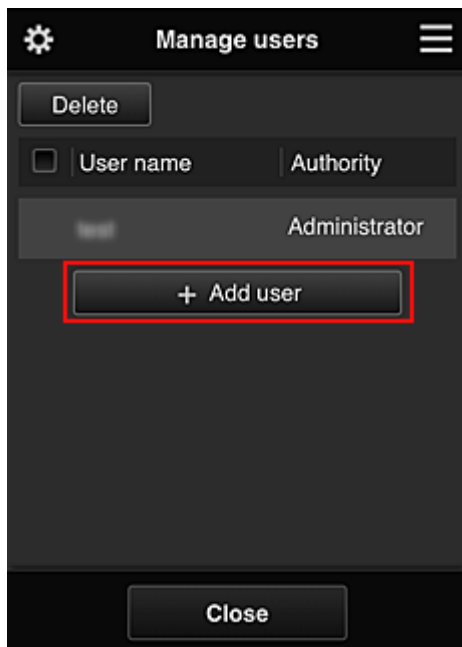 Manage users
Delete
User name Authority
Administrator
+ Add user
Close